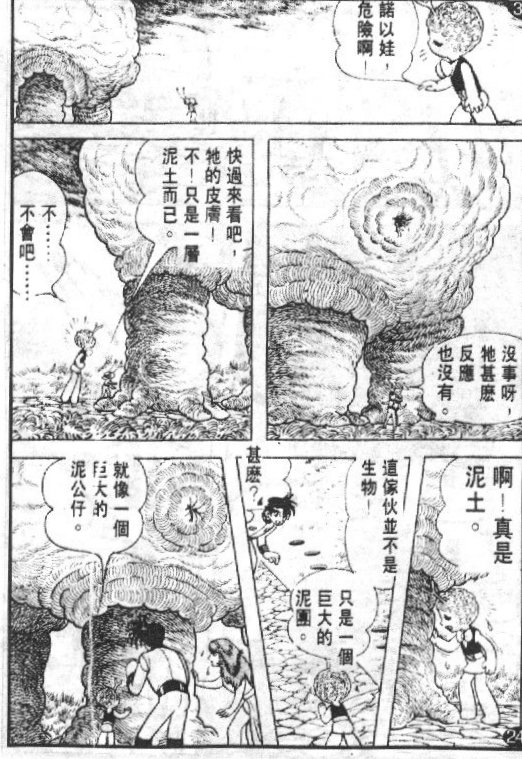 諾以娃，
危險啊！
沒事呀，
牠甚麽
反應
也沒有。
快過來看吧，
牠的皮膚！
不！只是一層
泥土而已。
不……
不會吧……
啊！真是
泥土。
這傢伙並不是
生物！
只是一個
巨大的
泥團。
甚麽？
就像一個
巨大的
泥公仔。